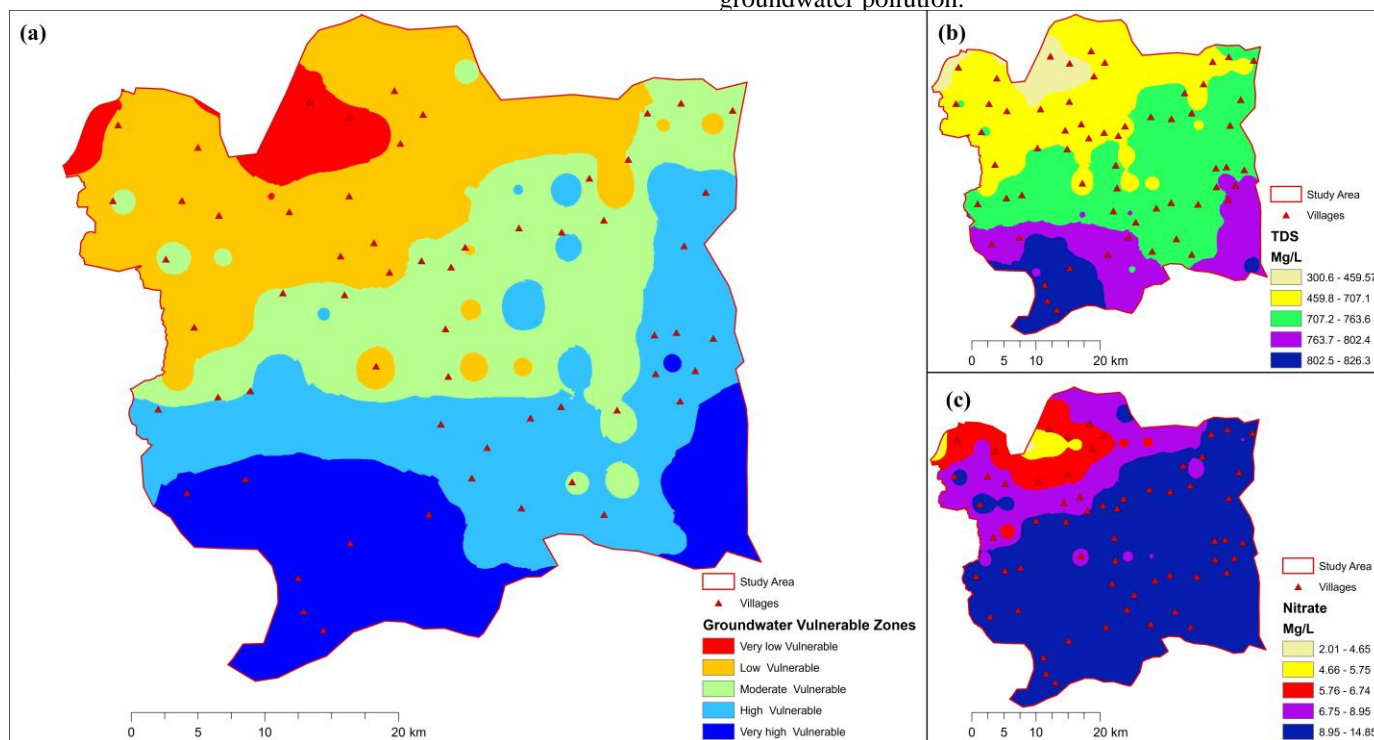 groundwater pollution.
(a)
Study Area
Villages
Groundwater Vulnerable Zones
Very low Vulnerable
Low Vulnerable
Moderate Vulnerable
High Vulnerable
Very high Vulnerable
0 5 10 20 km
(b)
Study Area
Villages
TDS
Mg/L
300.6 - 459.57
459.8 - 707.1
707.2 - 763.6
763.7 - 802.4
802.5 - 826.3
0 5 10 20 km
(c)
Study Area
Villages
Nitrate
Mg/L
2.01 - 4.65
4.66 - 5.75
5.76 - 6.74
6.75 - 8.95
8.95 - 14.85
0 5 10 20 km